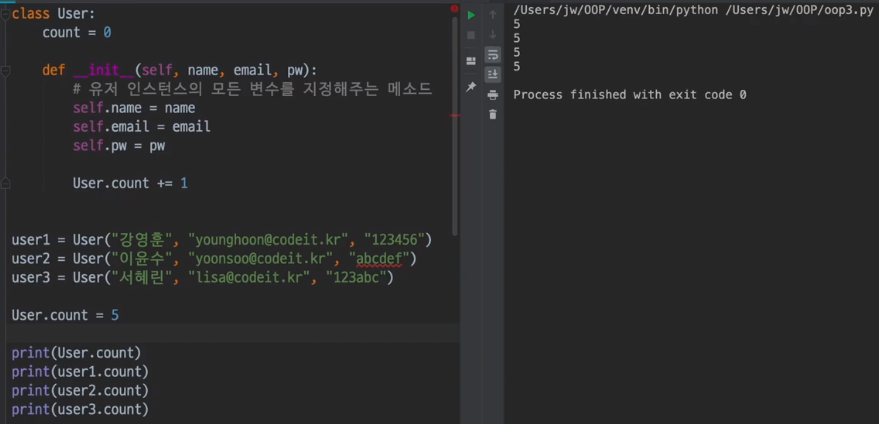 class User:
    count = 0

    def __init__(self, name, email, pw):
        # 유저 인스턴스의 모든 변수를 지정해주는 메소드
        self.name = name
        self.email = email
        self.pw = pw

        User.count += 1

user1 = User("강영훈", "younghoon@codeit.kr", "123456")
user2 = User("이윤수", "yoonsoo@codeit.kr", "abcdef")
user3 = User("서혜린", "lisa@codeit.kr", "123abc")

User.count = 5

print(User.count)
print(user1.count)
print(user2.count)
print(user3.count)
/Users/jw/OOP/venv/bin/python /Users/jw/OOP/oop3.py
5
5
5
5

Process finished with exit code 0